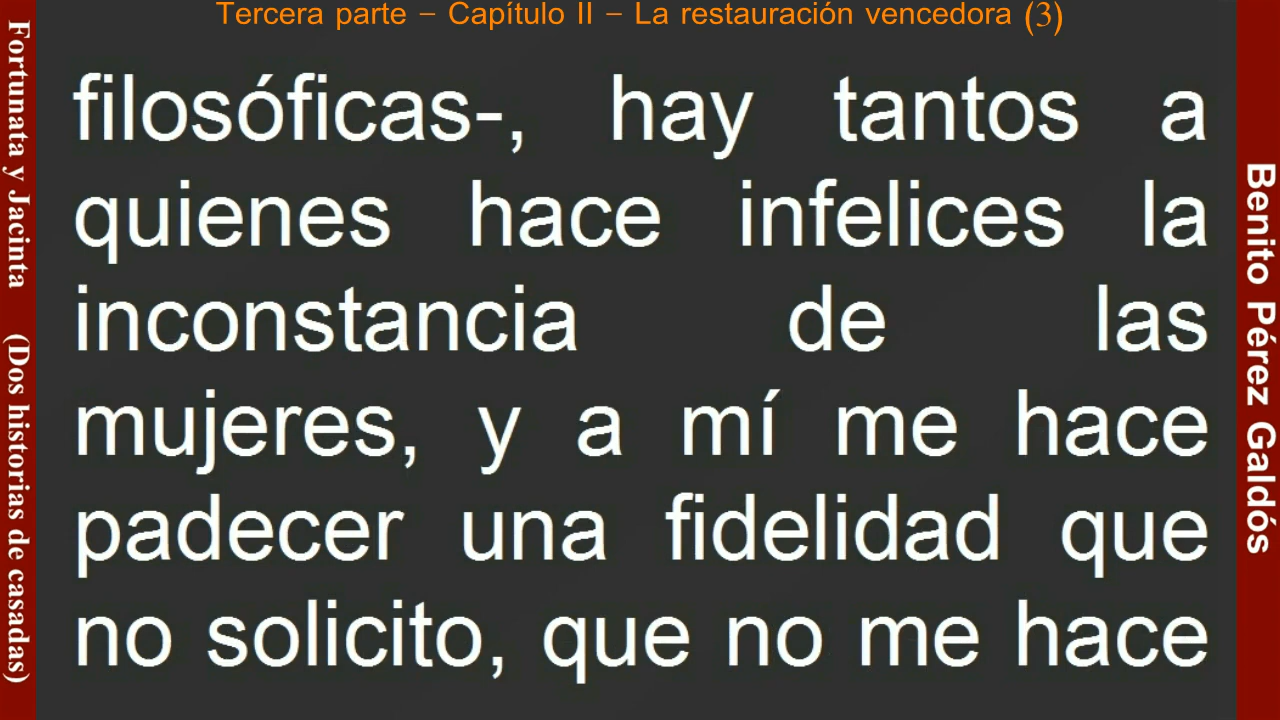 Tercera parte – Capítulo II – La restauración vencedora (3)
Fortunata y Jacinta (Dos historias de casadas)
filosóficas-, hay tantos a
quienes hace infelices la
inconstancia de las
mujeres, y a mí me hace
padecer una fidelidad que
no solicito, que no me hace
Benito Pérez Galdós